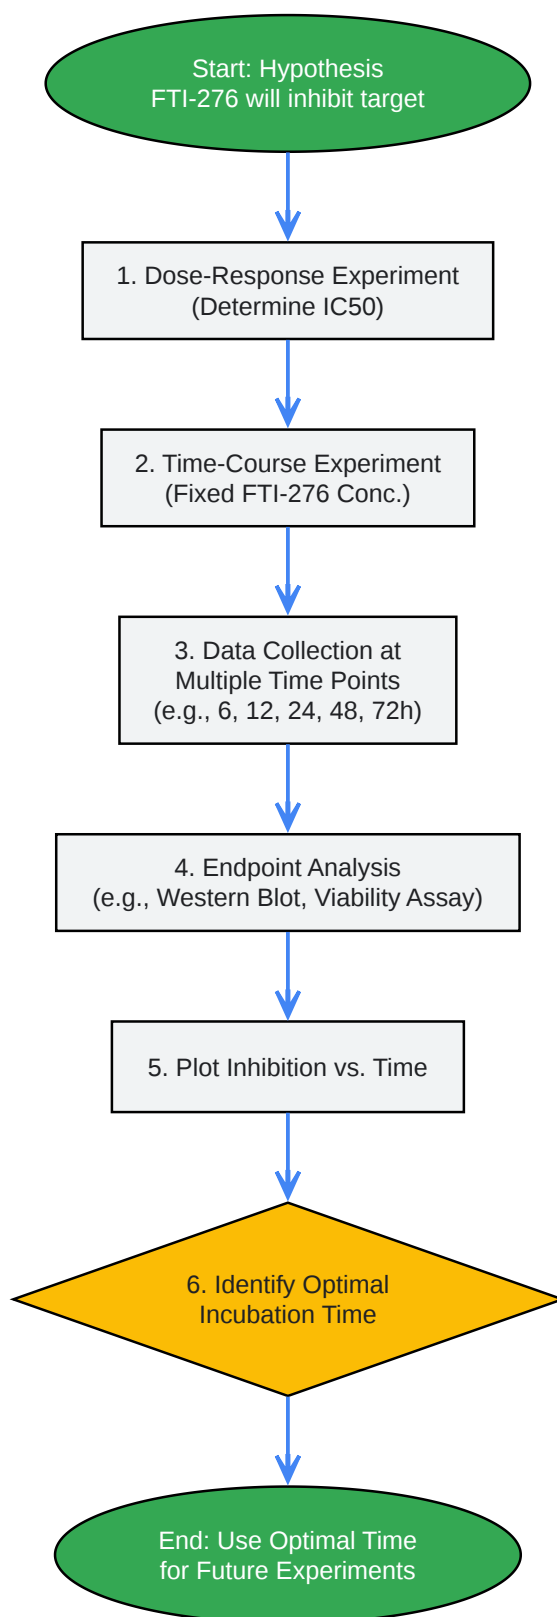 Start: Hypothesis
FTI-276 will inhibit target
1. Dose-Response Experiment
(Determine IC50)
2. Time-Course Experiment
(Fixed FTI-276 Conc.)
3. Data Collection at
Multiple Time Points
(e.g., 6, 12, 24, 48, 72h)
4. Endpoint Analysis
(e.g., Western Blot, Viability Assay)
5. Plot Inhibition vs. Time
6. Identify Optimal
Incubation Time
End: Use Optimal Time
for Future Experiments